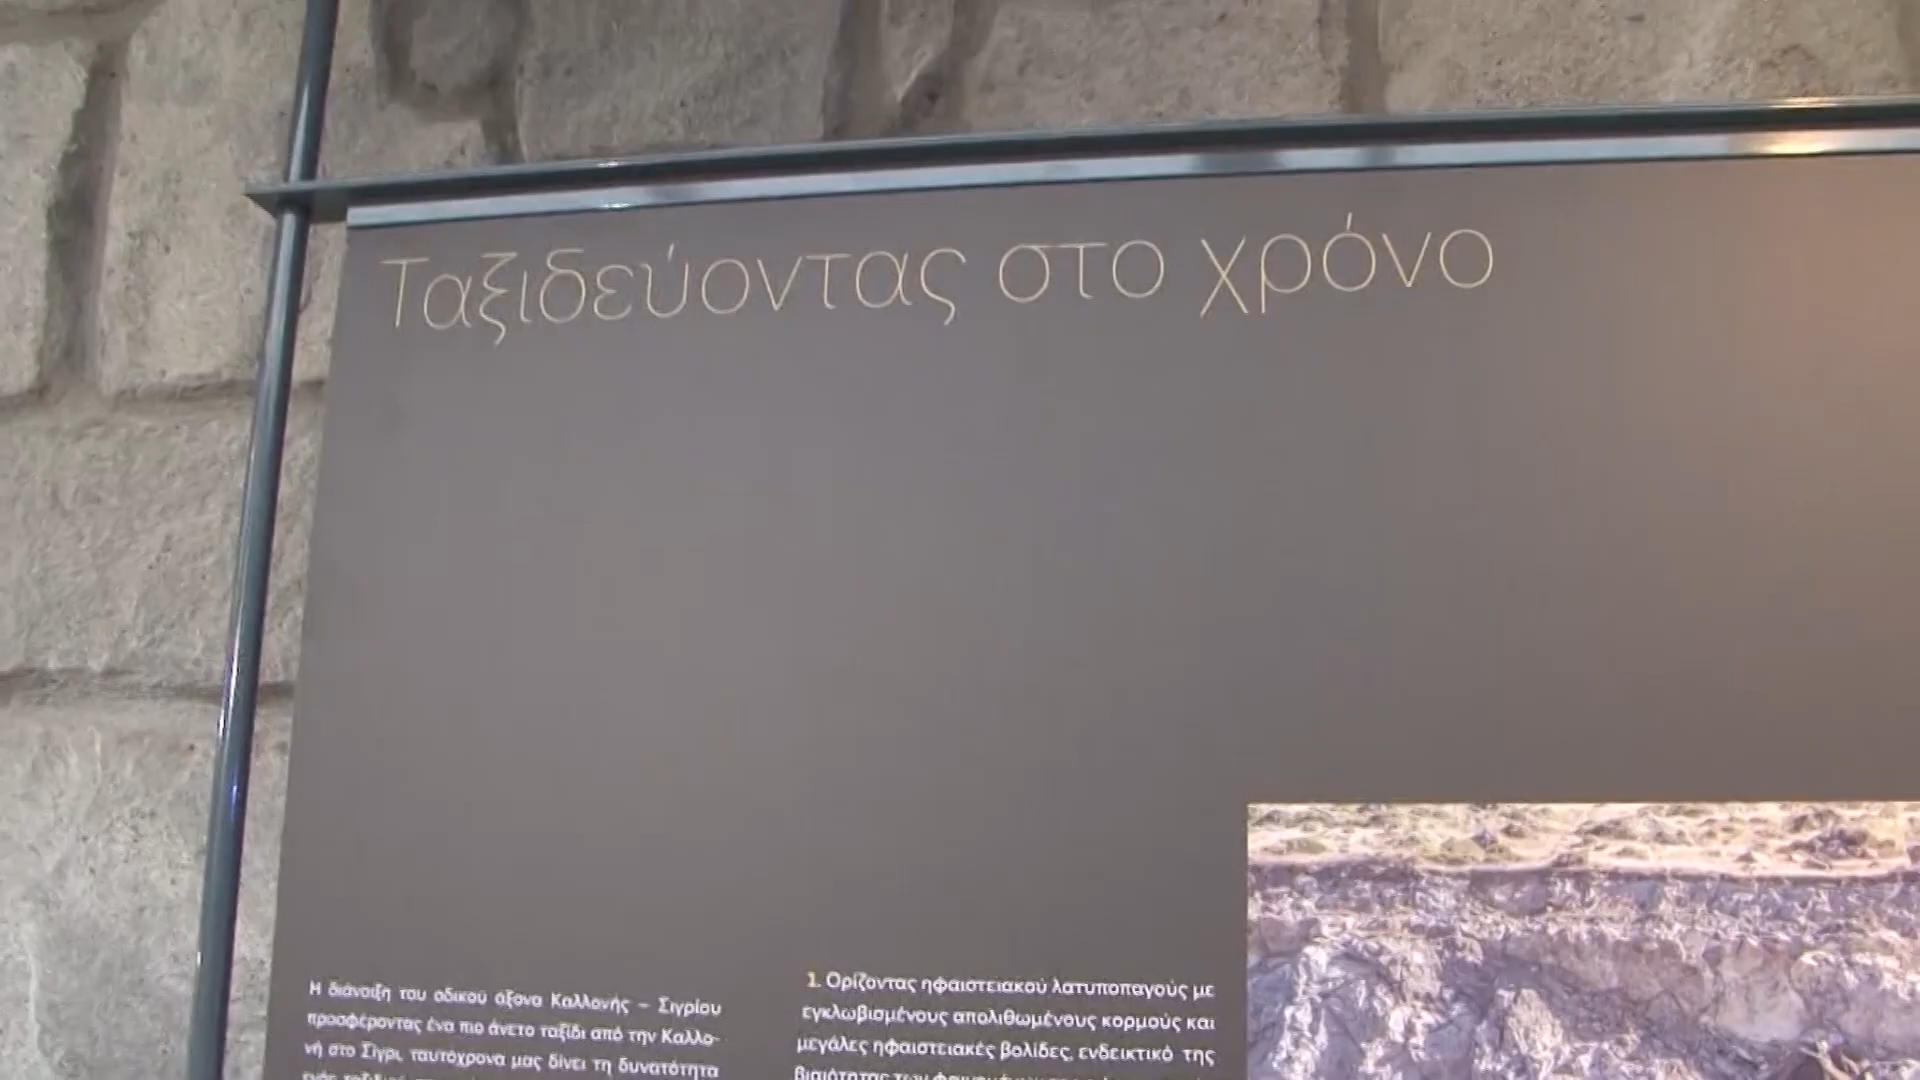 Ταξιδεύοντας στο χρόνο
Η διάνοιξη του οδικού άξονα Καλλονής – Σιγρίου
προσφέροντας ένα πιο άνετο ταξίδι από την Καλλο-
νή στο Σίγρι, ταυτόχρονα μας δίνει τη δυνατότητα
1. Ορίζοντας ηφαιστειακού λατυποπαγούς με
εγκλωβισμένους απολιθωμένους κορμούς και
μεγάλες ηφαιστειακές βολίδες, ενδεικτικό της
βιαιότητας των